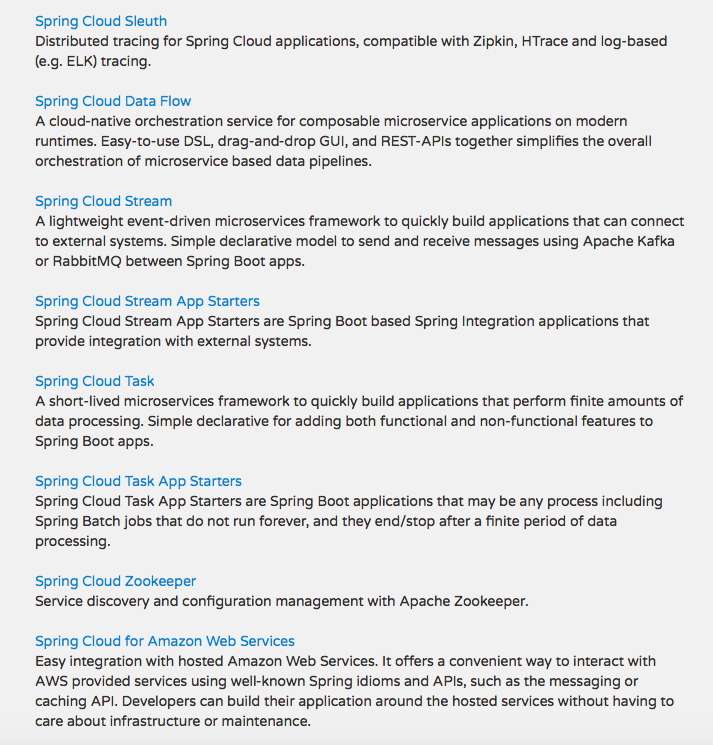 Spring Cloud Sleuth
Distributed tracing for Spring Cloud applications, compatible with Zipkin, HTrace and log-based
(e.g. ELK) tracing.
Spring Cloud Data Flow
A cloud-native orchestration service for composable microservice applications on modern
runtimes. Easy-to-use DSL, drag-and-drop GUI, and REST-APIs together simplifies the overall
orchestration of microservice based data pipelines.
Spring Cloud Stream
A lightweight event-driven microservices framework to quickly build applications that can connect
to external systems. Simple declarative model to send and receive messages using Apache Kafka
or RabbitMQ between Spring Boot apps.
Spring Cloud Stream App Starters
Spring Cloud Stream App Starters are Spring Boot based Spring Integration applications that
provide integration with external systems.
Spring Cloud Task
A short-lived microservices framework to quickly build applications that perform finite amounts of
data processing. Simple declarative for adding both functional and non-functional features to
Spring Boot apps.
Spring Cloud Task App Starters
Spring Cloud Task App Starters are Spring Boot applications that may be any process including
Spring Batch jobs that do not run forever, and they end/stop after a finite period of data
processing.
Spring Cloud Zookeeper
Service discovery and configuration management with Apache Zookeeper.
Spring Cloud for Amazon Web Services
Easy integration with hosted Amazon Web Services. It offers a convenient way to interact with
AWS provided services using well-known Spring idioms and APIs, such as the messaging or
caching API. Developers can build their application around the hosted services without having to
care about infrastructure or maintenance.